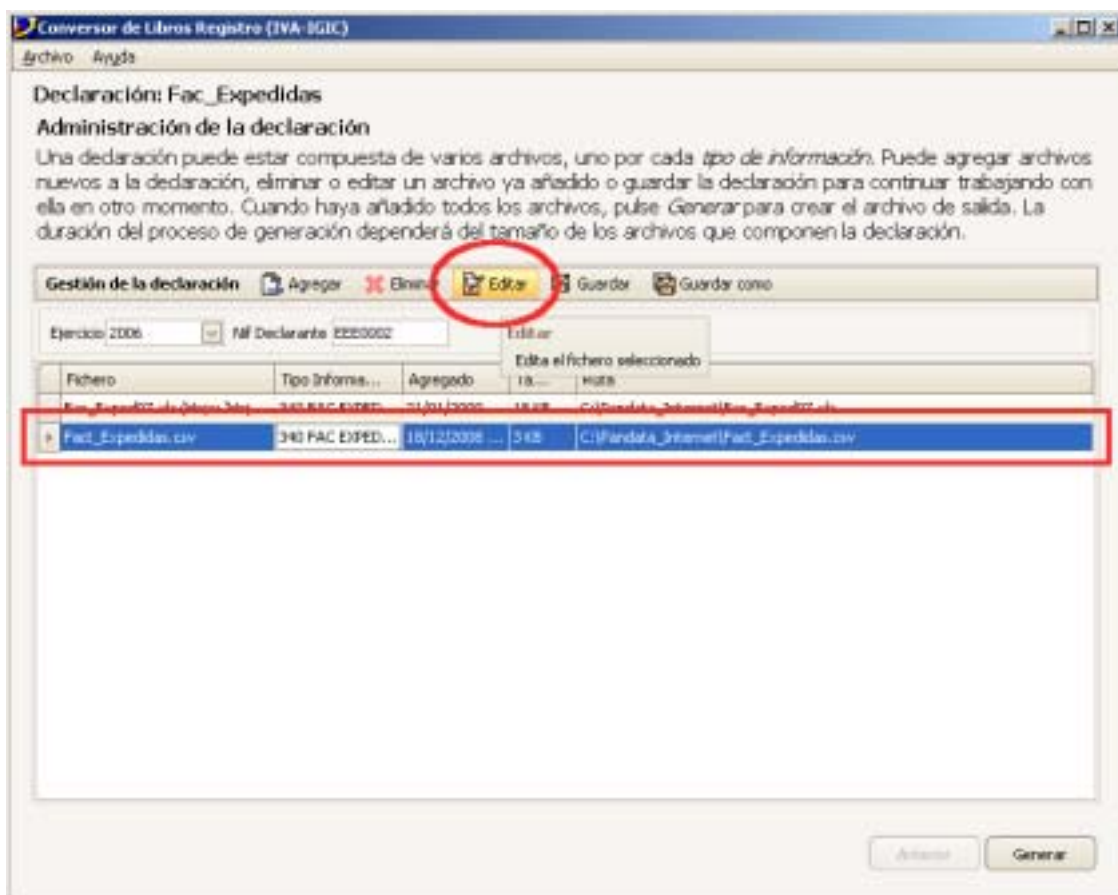 Conversor de Libros Registro (IVA-IGIC)
Archivo Ayuda
Declaración: Fac_Expedidas
Administración de la declaración
Una declaración puede estar compuesta de varios archivos, uno por cada tipo de información. Puede agregar archivos
nuevos a la declaración, eliminar o editar un archivo ya añadido o guardar la declaración para continuar trabajando con
ella en otro momento. Cuando haya añadido todos los archivos, pulse Generar para crear el archivo de salida. La
duración del proceso de generación dependerá del tamaño de los archivos que componen la declaración.
Gestión de la declaración Agregar Eliminar Editar Guardar Guardar como
Ejercicio 2006 Nif Declarante EEE0002
Editar
Edita el fichero seleccionado
Fichero Tipo Informa... Agregado Ta... Ruta
Fact_Expedidas.csv 340 FAC EXPED... 18/12/2008 ... 3 KB C:\Pandata_Internet\Fact_Expedidas.csv
Anterior Generar